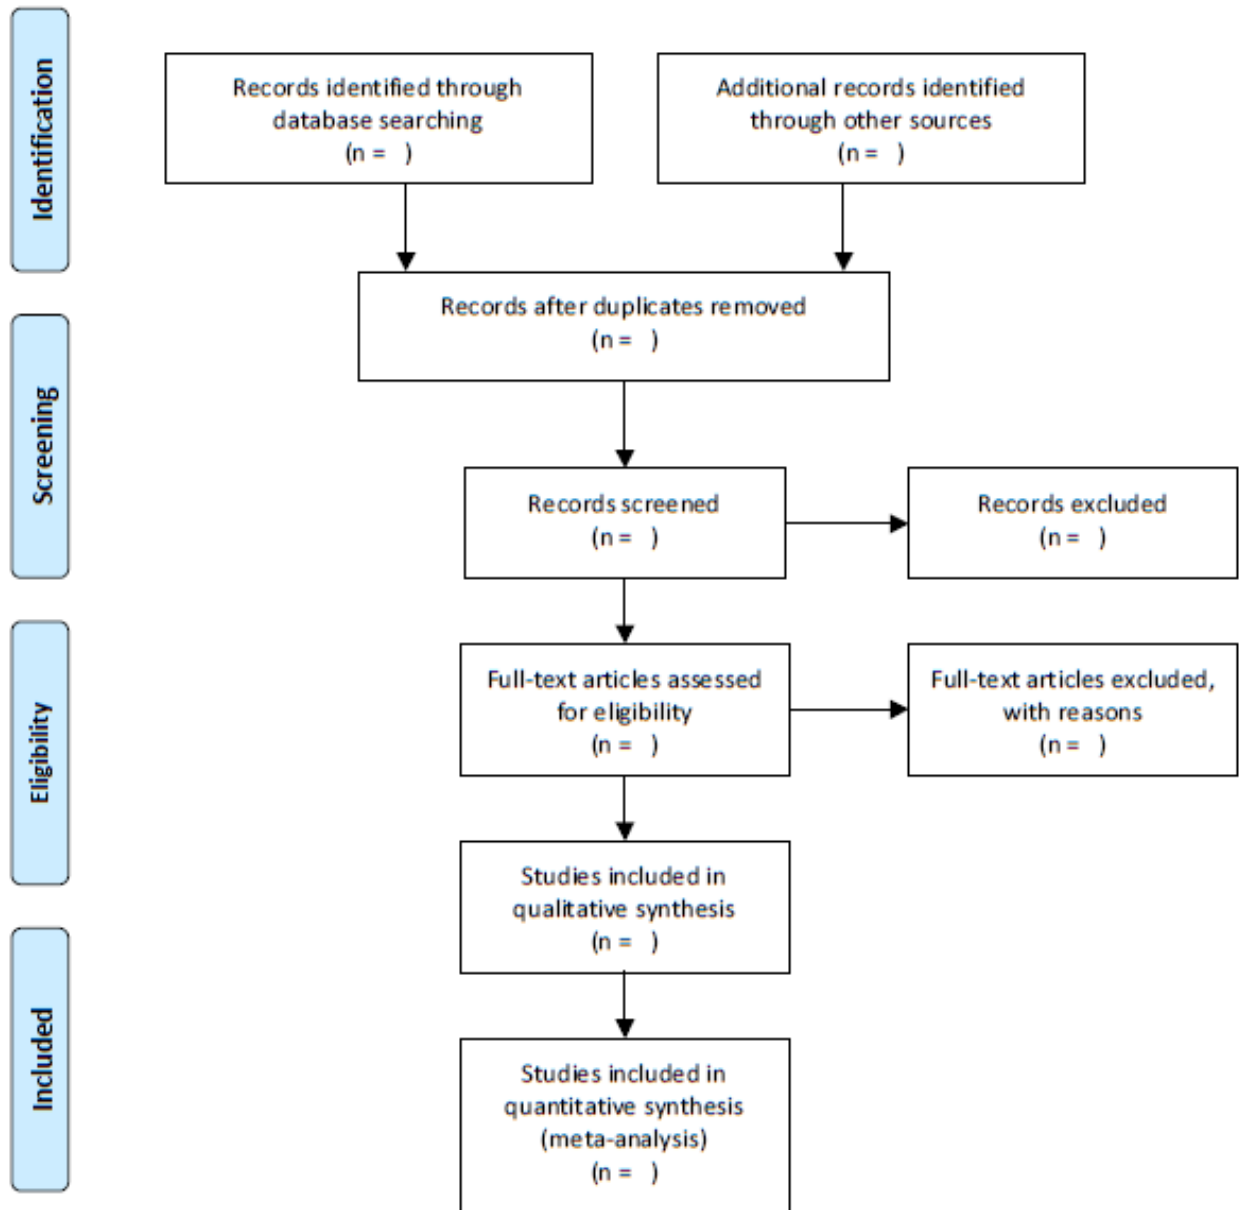 Identification
Records identified through
database searching
(n =   )
Additional records identified
through other sources
(n =   )
Records after duplicates removed
(n =   )
Screening
Records screened
(n =   )
Records excluded
(n =   )
Eligibility
Full-text articles assessed
for eligibility
(n =   )
Full-text articles excluded,
with reasons
(n =   )
Studies included in
qualitative synthesis
(n =   )
Included
Studies included in
quantitative synthesis
(meta-analysis)
(n =   )